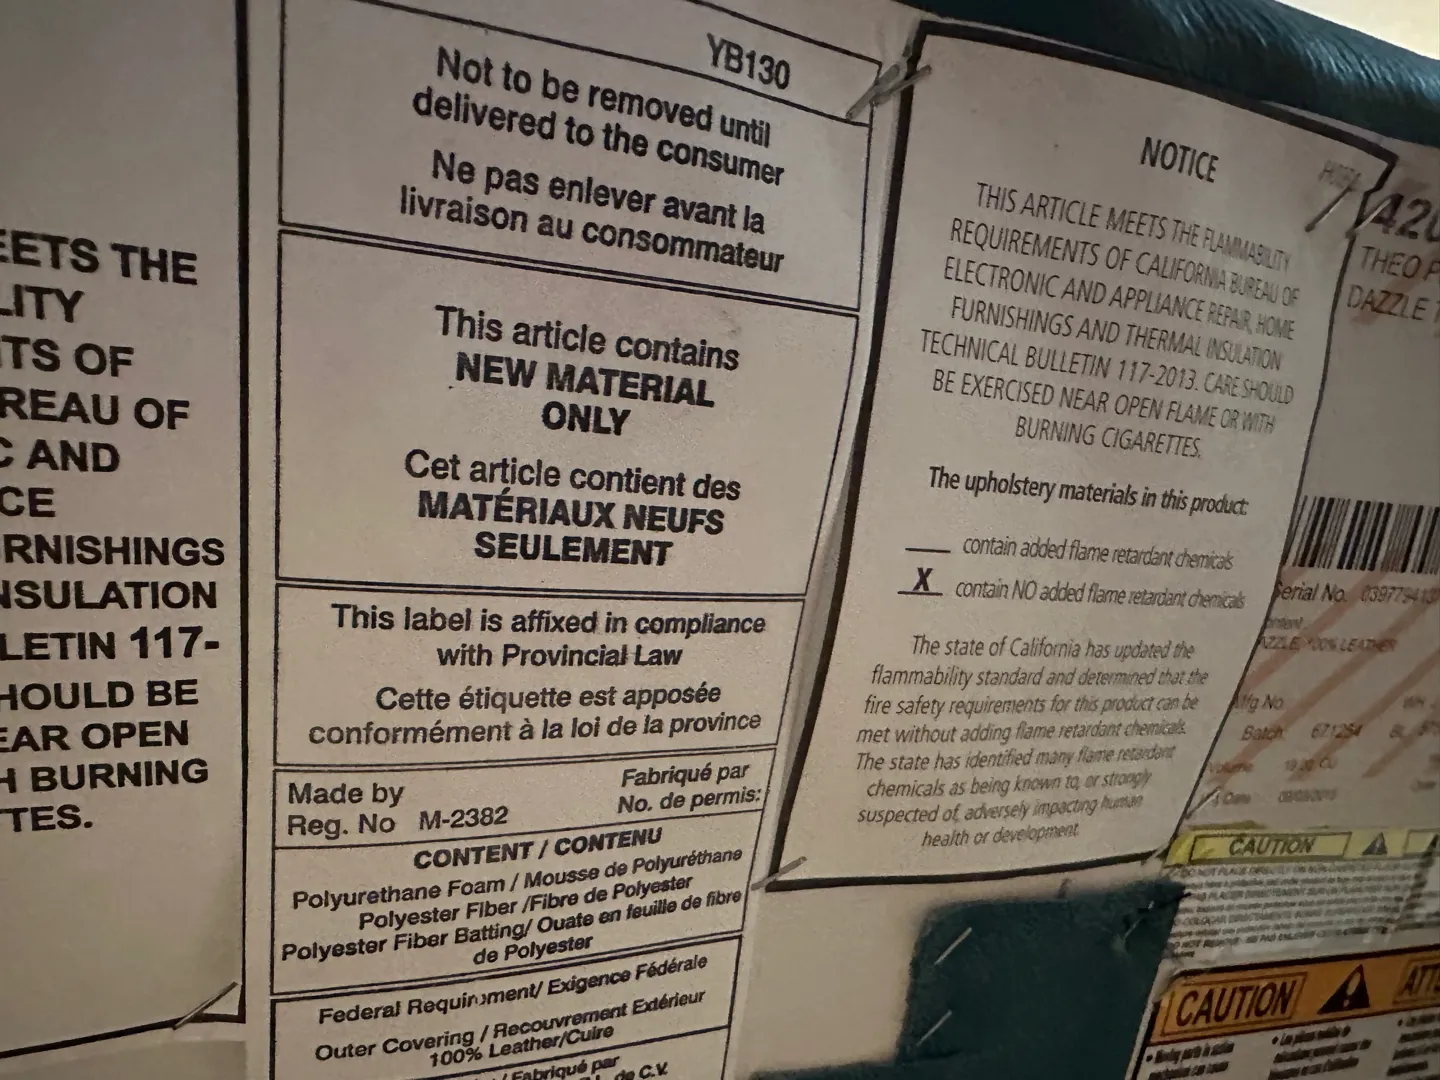 EETS THE
LITY
TS OF
REAU OF
C AND
CE
RNISHINGS
NSULATION
LETIN 117-
HOULD BE
EAR OPEN
H BURNING
TES.
YB130
Not to be removed until
delivered to the consumer
Ne pas enlever avant la
livraison au consommateur
This article contains
NEW MATERIAL
ONLY
Cet article contient des
MATÉRIAUX NEUFS
SEULEMENT
This label is affixed in compliance
with Provincial Law
Cette étiquette est apposée
conformément à la loi de la province
Made by
Reg. No M-2382
Fabriqué par
No. de permis:
CONTENT / CONTENU
Polyurethane Foam / Mousse de Polyuréthane
Polyester Fiber /Fibre de Polyester
Polyester Fiber Batting/ Ouate en feuille de fibre
de Polyester
Federal Requirement/ Exigence Fédérale
Outer Covering / Recouvrement Extérieur
100% Leather/Cuire
/ Fabriqué par
de C.V.
NOTICE
THIS ARTICLE MEETS THE FLAMMABILITY
REQUIREMENTS OF CALIFORNIA BUREAU OF
ELECTRONIC AND APPLIANCE REPAIR, HOME
FURNISHINGS AND THERMAL INSULATION
TECHNICAL BULLETIN 117-2013. CARE SHOULD
BE EXERCISED NEAR OPEN FLAME OR WITH
BURNING CIGARETTES.
The upholstery materials in this product:
___ contain added flame retardant chemicals
X contain NO added flame retardant chemicals
The state of California has updated the
flammability standard and determined that the
fire safety requirements for this product can be
met without adding flame retardant chemicals.
The state has identified many flame retardant
chemicals as being known to, or strongly
suspected of, adversely impacting human
health or development.
420
THEO P
DAZZLE
Serial No.
AZZLE, 100% LEATHER
Mfg No
Batch: 671254
CAUTION
CAUTION
ATTE